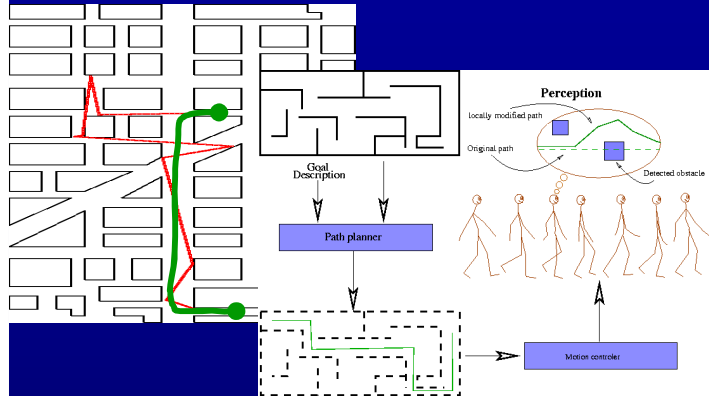 Perception
locally modified path
Original path
Detected obstacle
Goal
Description
Path planner
Motion controler